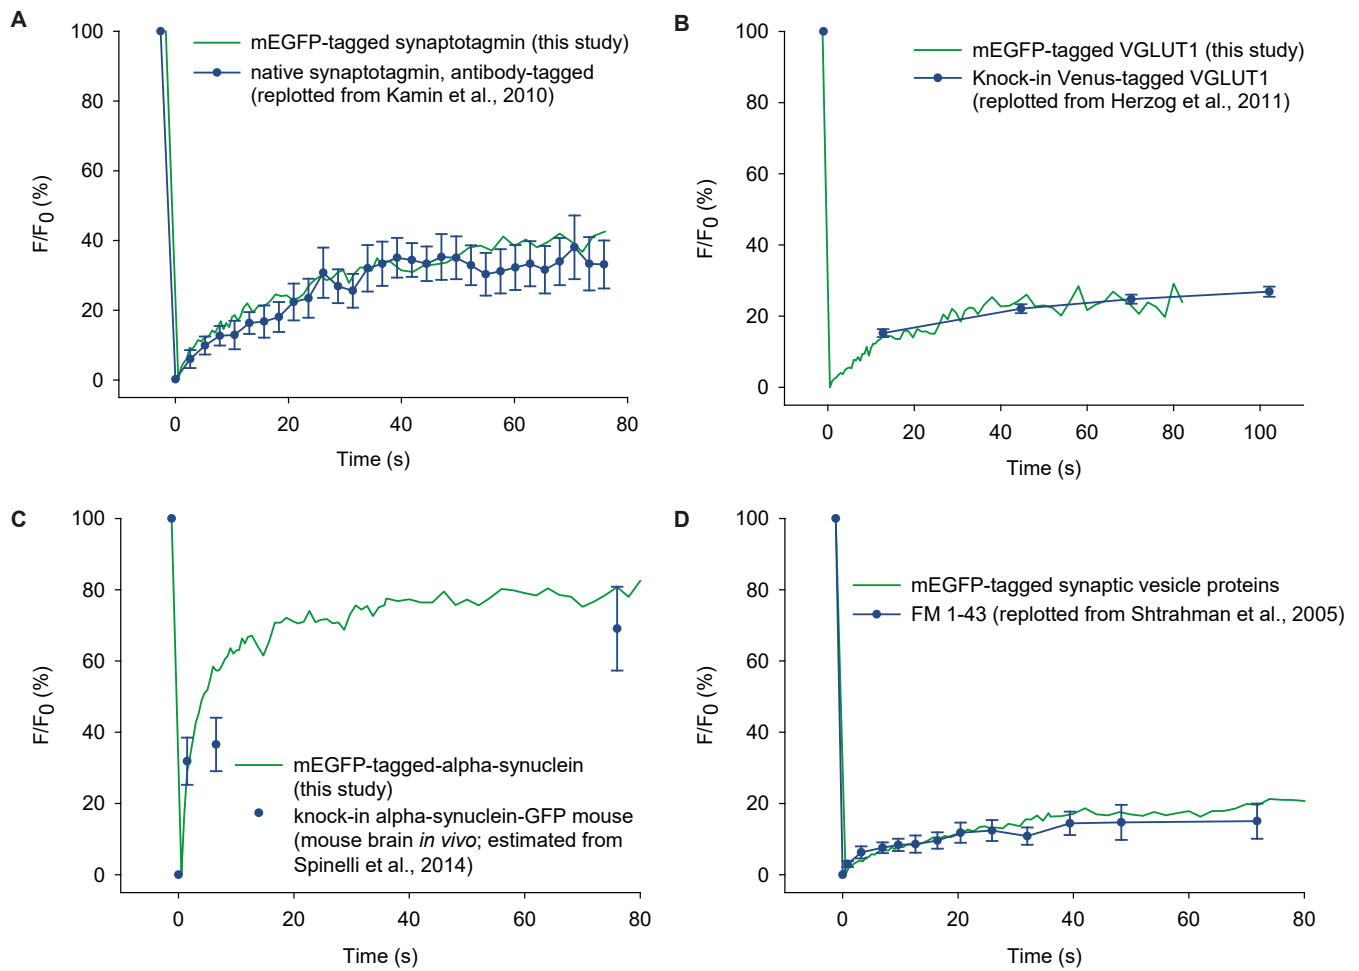 A
mEGFP-tagged synaptotagmin (this study)
native synaptotagmin, antibody-tagged
(replotted from Kamin et al., 2010)
100
80
60
40
20
0
F/F0 (%)
0 20 40 60 80
Time (s)
B
mEGFP-tagged VGLUT1 (this study)
Knock-in Venus-tagged VGLUT1
(replotted from Herzog et al., 2011)
100
80
60
40
20
0
F/F0 (%)
0 20 40 60 80 100
Time (s)
C
100
80
60
40
20
0
F/F0 (%)
mEGFP-tagged-alpha-synuclein
(this study)
knock-in alpha-synuclein-GFP mouse
(mouse brain in vivo; estimated from
Spinelli et al., 2014)
0 20 40 60 80
Time (s)
D
100
80
60
40
20
0
F/F0 (%)
mEGFP-tagged synaptic vesicle proteins
FM 1-43 (replotted from Shtrahman et al., 2005)
0 20 40 60 80
Time (s)